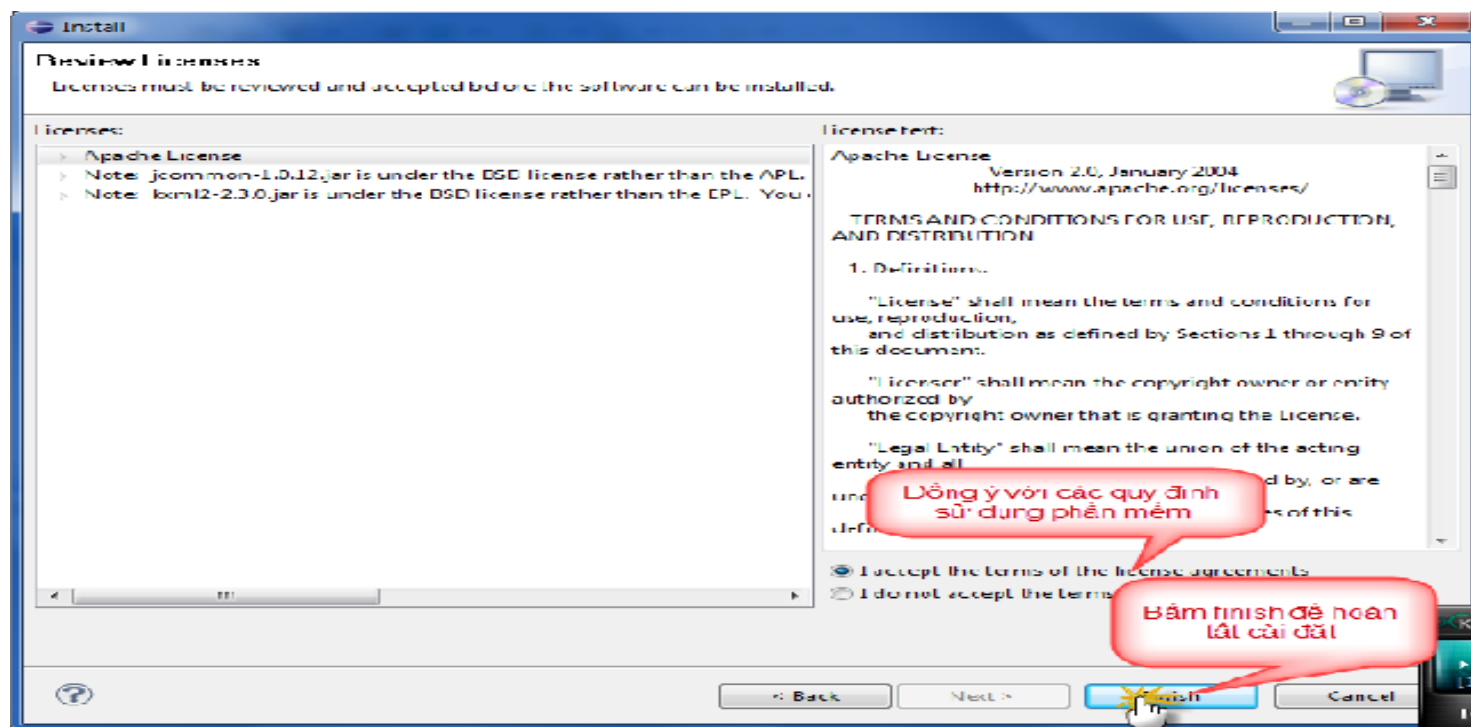 Install
Review Licenses
Licenses must be reviewed and accepted before the software can be installed.
Licenses:
Apache License
Note: jcommon-1.0.12.jar is under the BSD license rather than the APL.
Note: kxml2-2.3.0.jar is under the BSD license rather than the EPL. You
License text:
Apache License
Version 2.0, January 2004
http://www.apache.org/licenses/
TERMS AND CONDITIONS FOR USE, REPRODUCTION,
AND DISTRIBUTION
1. Definitions.
"License" shall mean the terms and conditions for
use, reproduction,
and distribution as defined by Sections 1 through 9 of
this document.
"Licensor" shall mean the copyright owner or entity
authorized by
the copyright owner that is granting the License.
"Legal Entity" shall mean the union of the acting
entity and all
d by, or are
of this
Đồng ý với các quy định
sử dụng phần mềm
I accept the terms of the license agreements
I do not accept the terms
Bấm finish để hoàn
tất cài đặt
< Back
Next >
Finish
Cancel